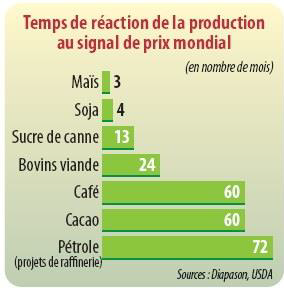 Temps de réaction de la production
au signal de prix mondial
(en nombre de mois)
Maïs 3
Soja 4
Sucre de canne 13
Bovins viande 24
Café 60
Cacao 60
Pétrole 72
(projets de raffinerie)
Sources : Diapason, USDA